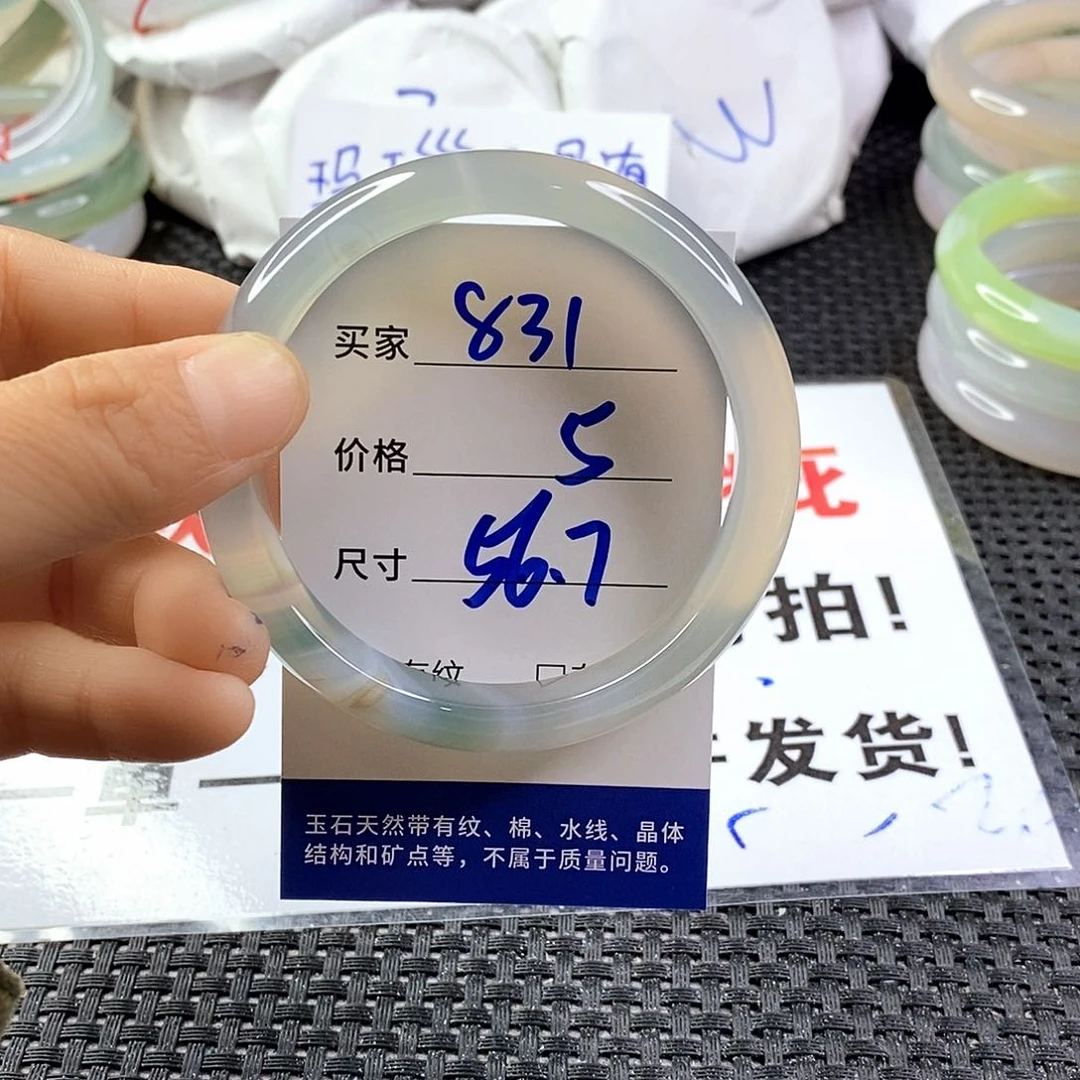 买家 831
价格 5
尺寸 56.7
纹
玉石天然带有纹、棉、水线、晶体
结构和矿点等，不属于质量问题。
拍!
发货!